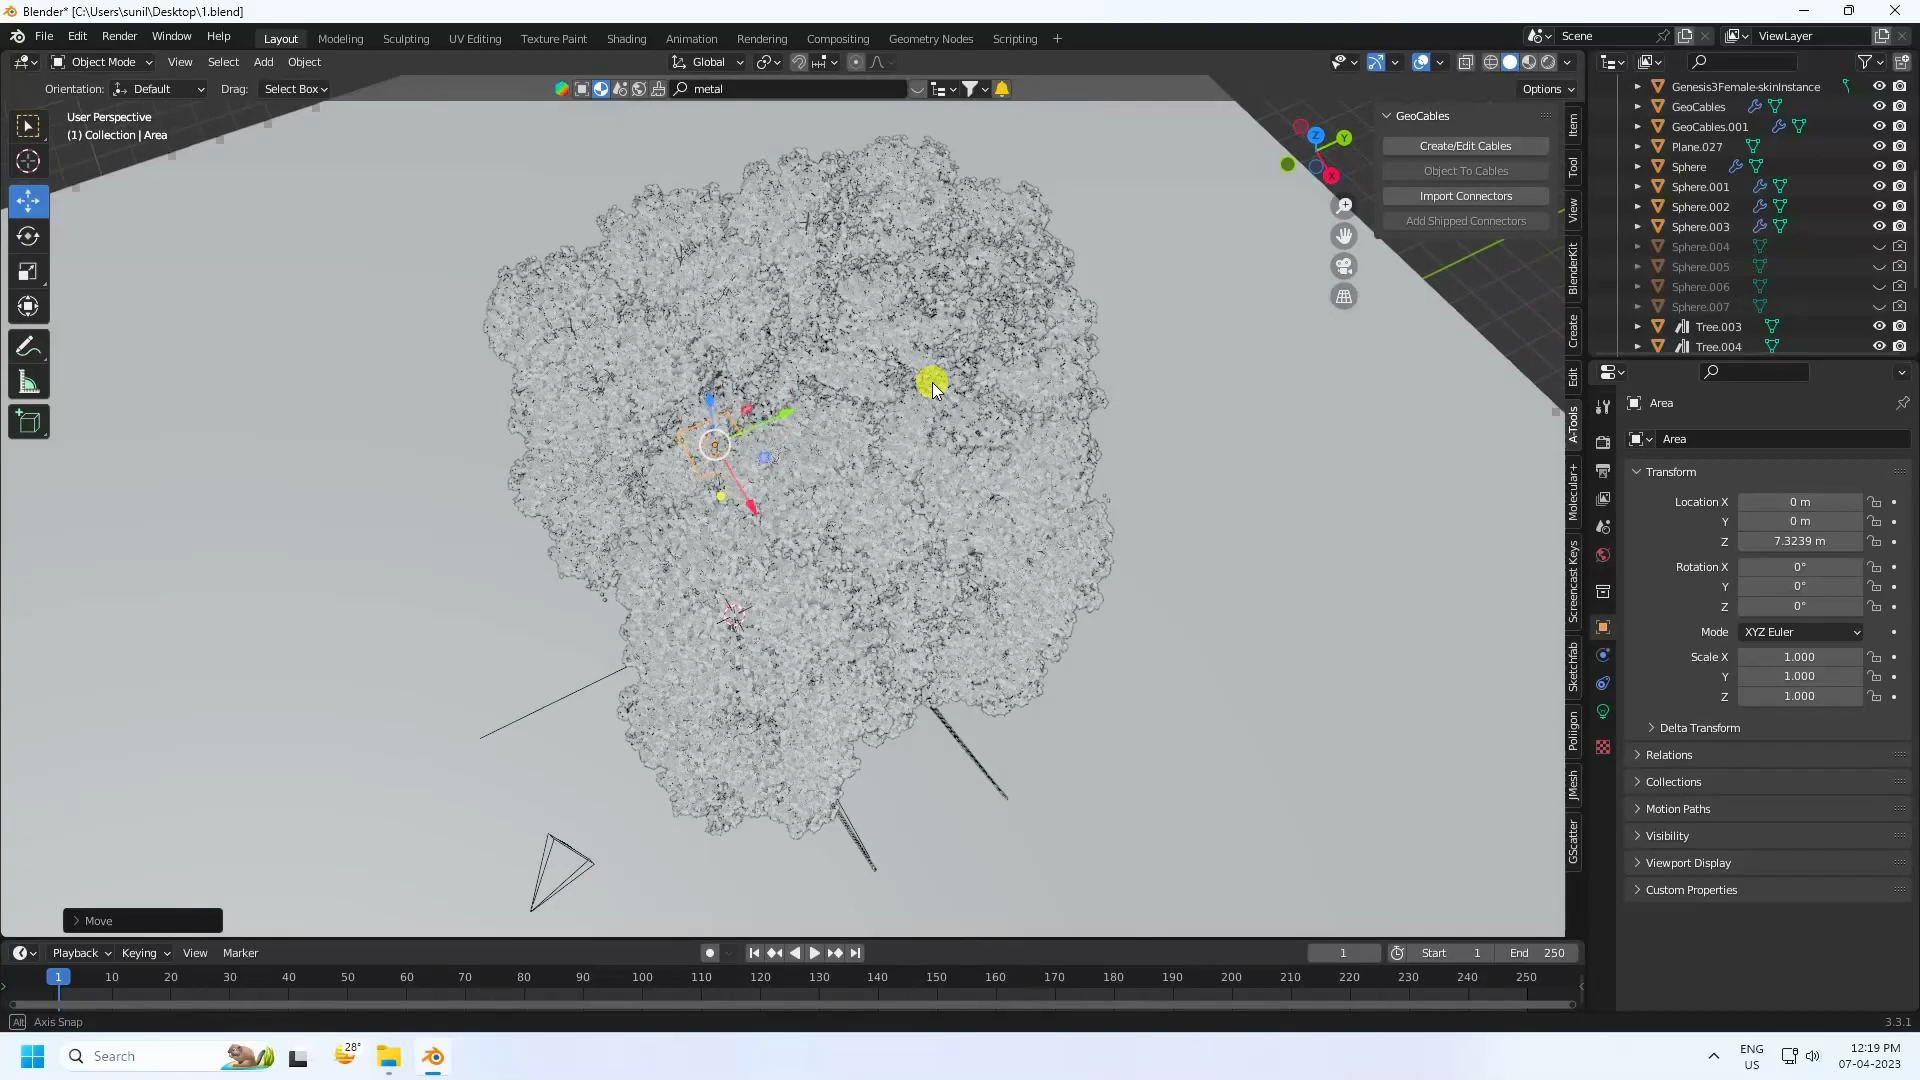 Blender* [C:\Users\sunil\Desktop\1.blend]
File Edit Render Window Help
Layout Modeling Sculpting UV Editing Texture Paint Shading Animation Rendering Compositing Geometry Nodes Scripting +
Scene
ViewLayer
Object Mode View Select Add Object
Global
Orientation: Default Drag: Select Box
metal
Options
User Perspective
(1) Collection | Area
Z
Y
X
GeoCables
Create/Edit Cables
Object To Cables
Import Connectors
Add Shipped Connectors
Item
Tool
View
BlenderKit
Create
Edit
A-Tools
Molecular+
Screencast Keys
Sketchfab
Poliigon
JMesh
GScatter
Genesis3Female-skinInstance
GeoCables
GeoCables.001
Plane.027
Sphere
Sphere.001
Sphere.002
Sphere.003
Sphere.004
Sphere.005
Sphere.006
Sphere.007
Tree.003
Tree.004
Area
Area
Transform
Location X 0 m
Y 0 m
Z 7.3239 m
Rotation X 0°
Y 0°
Z 0°
Mode XYZ Euler
Scale X 1.000
Y 1.000
Z 1.000
Delta Transform
Relations
Collections
Motion Paths
Visibility
Viewport Display
Custom Properties
Move
Playback Keying View Marker
1 Start 1 End 250
1 10 20 30 40 50 60 70 80 90 100 110 120 130 140 150 160 170 180 190 200 210 220 230 240 250
Alt Axis Snap
3.3.1
Search
28°
ENG
US
12:19 PM
07-04-2023